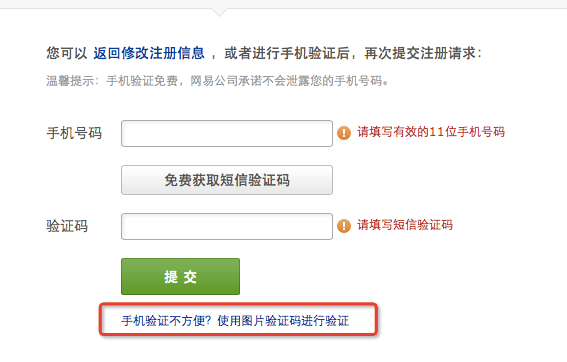 您可以 返回修改注册信息 ，或者进行手机验证后，再次提交注册请求：
温馨提示：手机验证免费，网易公司承诺不会泄露您的手机号码。
手机号码 ! 请填写有效的11位手机号码
免费获取短信验证码
验证码 ! 请填写短信验证码
提 交
手机验证不方便？使用图片验证码进行验证